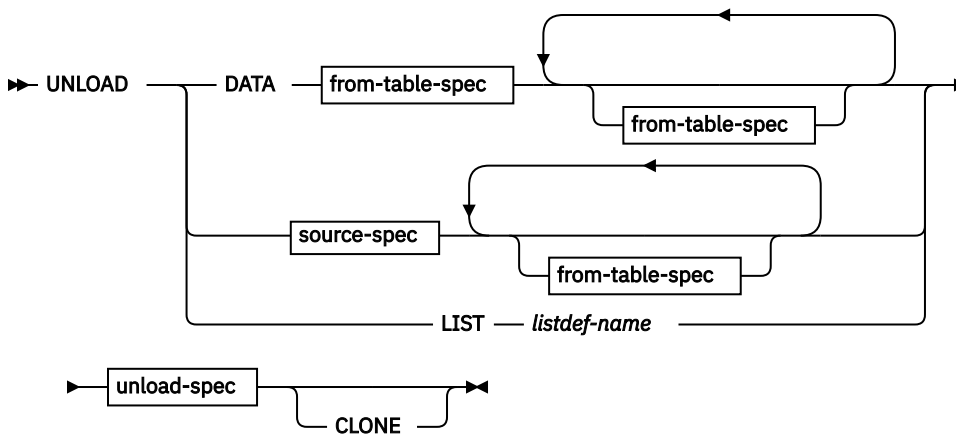 UNLOAD DATA from-table-spec
from-table-spec
source-spec
from-table-spec
LIST listdef-name
unload-spec
CLONE